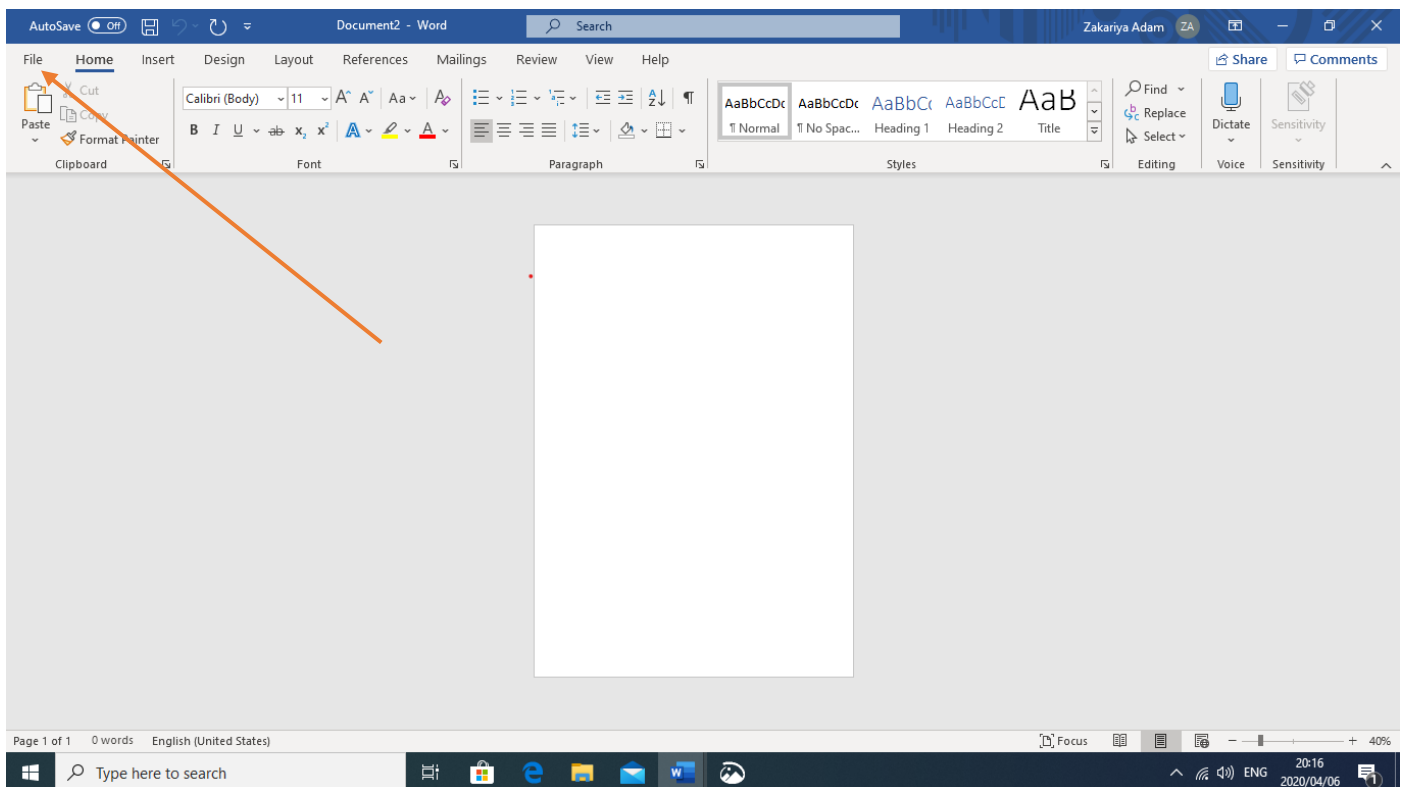 AutoSave Off Document2 - Word Search Zakariya Adam ZA
File Home Insert Design Layout References Mailings Review View Help Share Comments
Paste
Cut
Copy
Format Painter
Clipboard
Calibri (Body) 11 A^ A˅ Aa A
B I U ab x₂ x² A A
Font
Paragraph
AaBbCcDc AaBbCcDc AaBbCc AaBbCcD AaB
¶ Normal ¶ No Spac... Heading 1 Heading 2 Title
Styles
Find
Replace
Select
Editing
Dictate
Voice
Sensitivity
Sensitivity
Page 1 of 1 0 words English (United States) Focus 40%
Type here to search ENG 20:16
2020/04/06